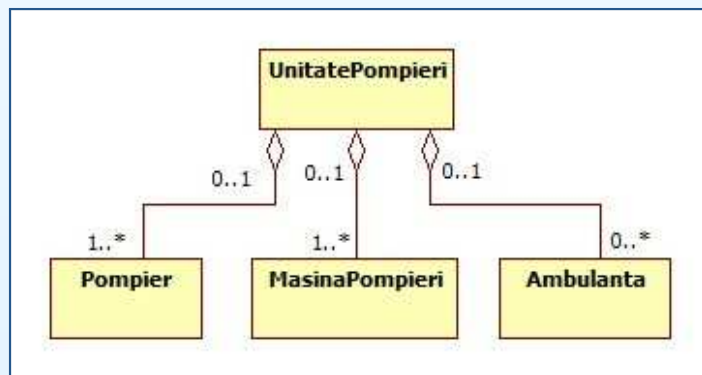 UnitatePompieri
0..1 0..1 0..1
1..* 1..* 0..*
Pompier MasinaPompieri Ambulanta